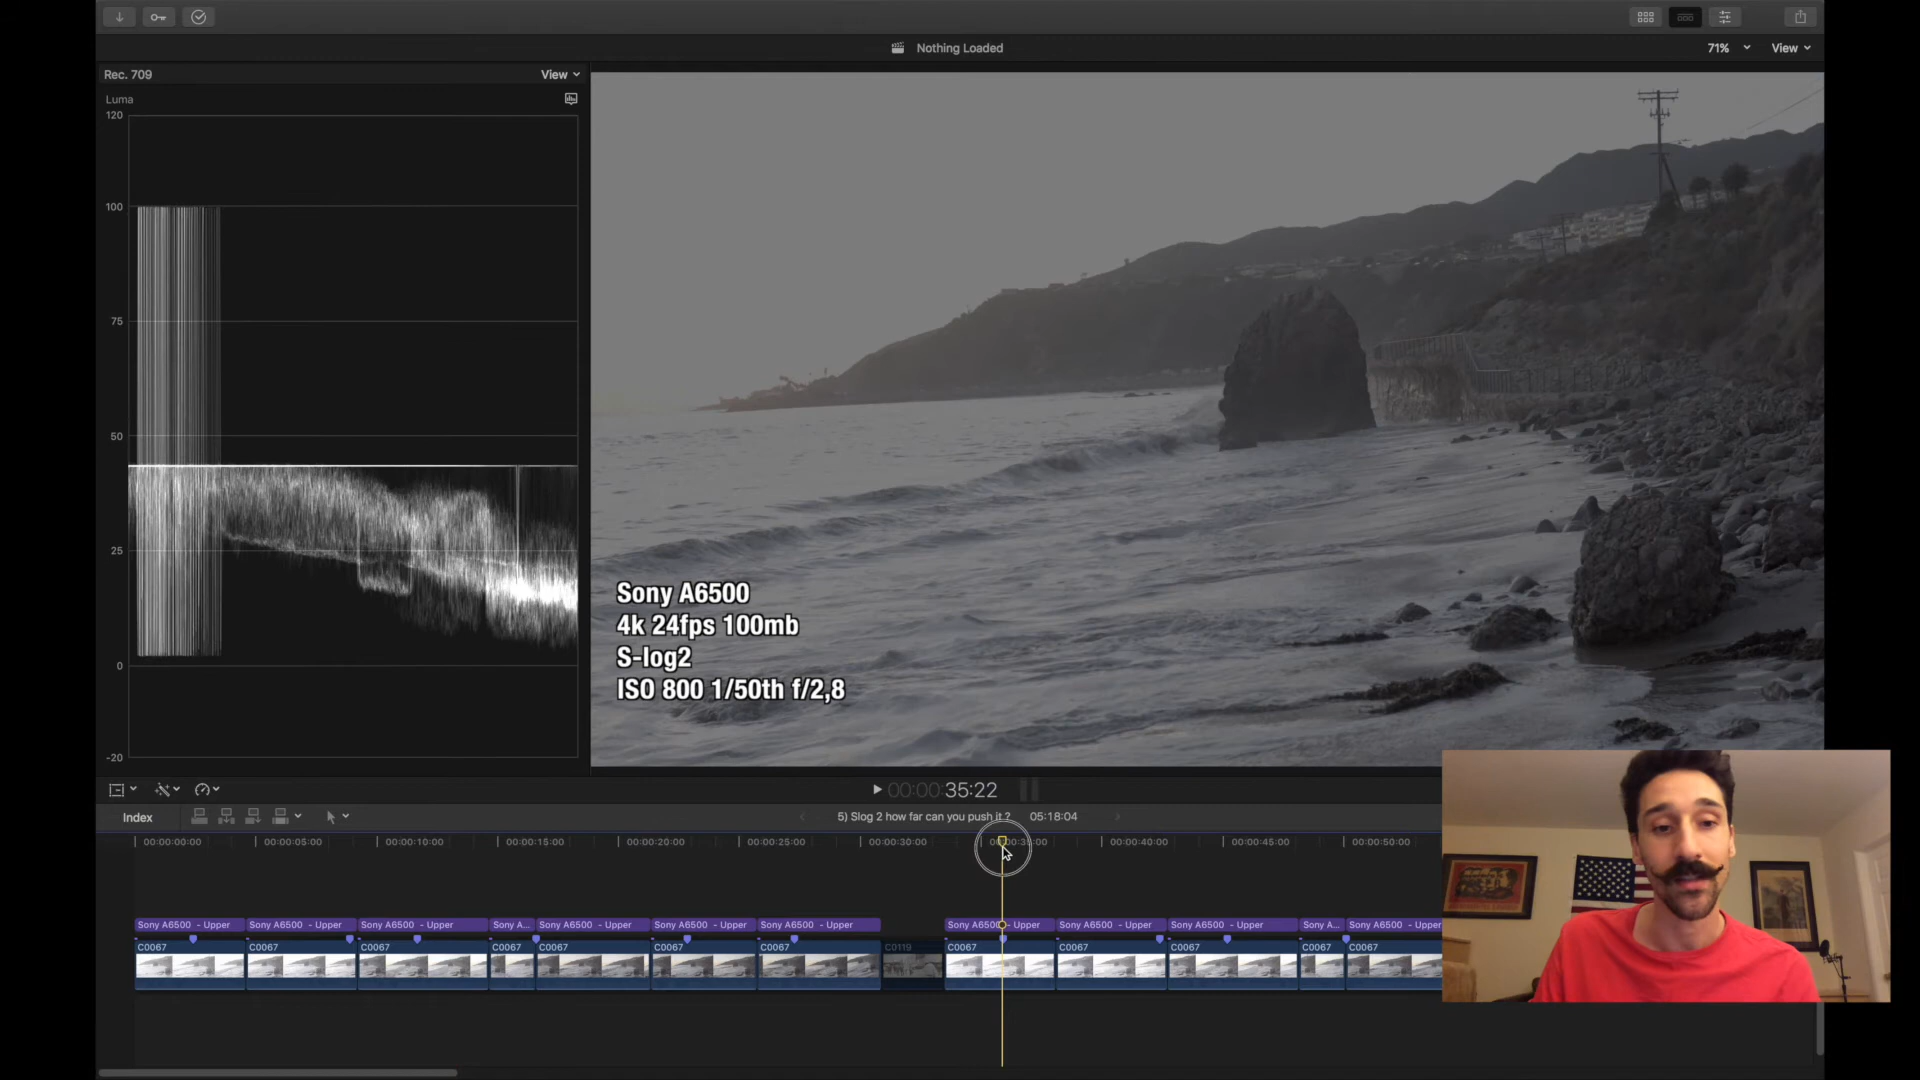 Nothing Loaded
71%
View
Rec. 709
View
Luma
120
100
75
50
25
0
-20
Sony A6500
4k 24fps 100mb
S-log2
ISO 800 1/50th f/2,8
00:00:35:22
Index
5) Slog 2 how far can you push it ?
05:18:04
00:00:00:00
00:00:05:00
00:00:10:00
00:00:15:00
00:00:20:00
00:00:25:00
00:00:30:00
00:00:35:00
00:00:40:00
00:00:45:00
00:00:50:00
Sony A6500 - Upper
Sony A6500 - Upper
Sony A6500 - Upper
Sony A...
Sony A6500 - Upper
Sony A6500 - Upper
Sony A6500 - Upper
Sony A6500 - Upper
Sony A6500 - Upper
Sony A6500 - Upper
Sony A...
Sony A6500 - Upper
C0067
C0067
C0067
C0067
C0067
C0067
C0067
C0119
C0067
C0067
C0067
C0067
C0067